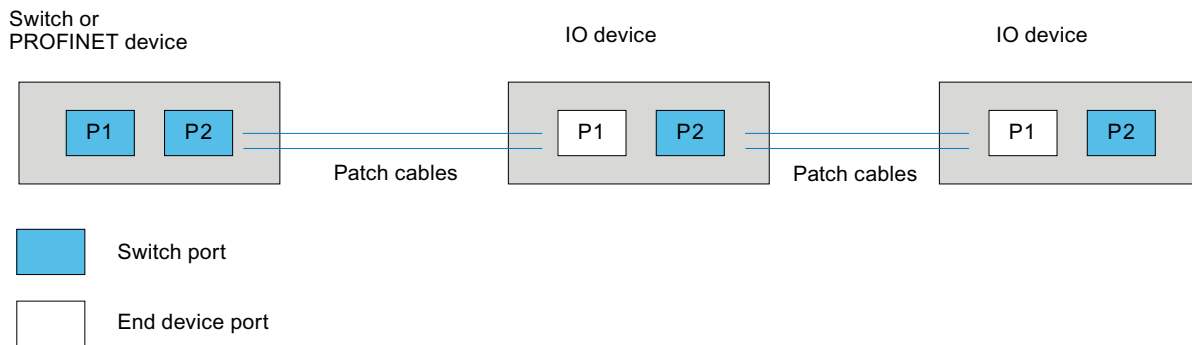 Switch or
PROFINET device
IO device
IO device
P1
P2
P1
P2
P1
P2
Patch cables
Patch cables
Switch port
End device port